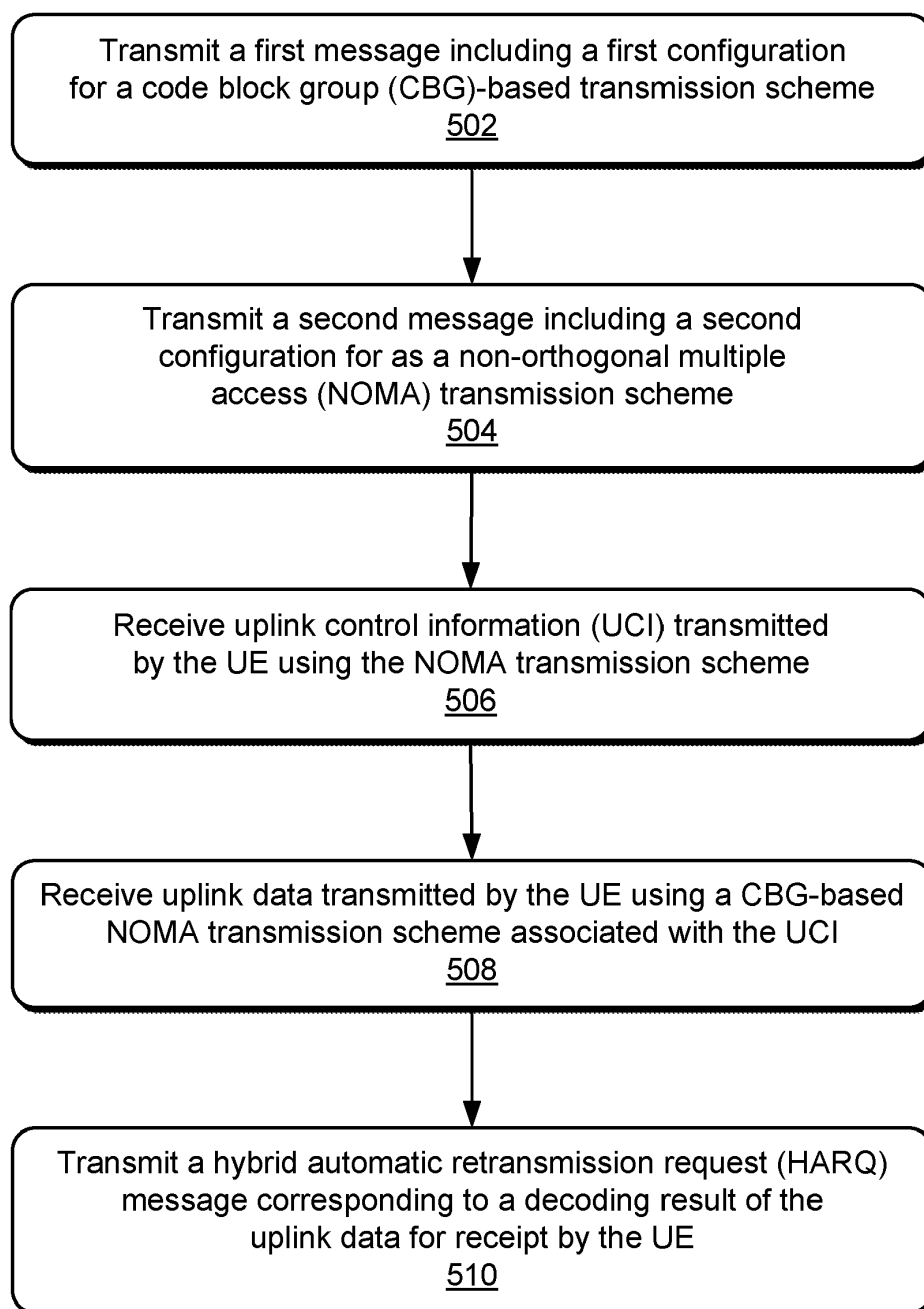 Transmit a first message including a first configuration
for a code block group (CBG)-based transmission scheme
502
Transmit a second message including a second
configuration for as a non-orthogonal multiple
access (NOMA) transmission scheme
504
Receive uplink control information (UCI) transmitted
by the UE using the NOMA transmission scheme
506
Receive uplink data transmitted by the UE using a CBG-based
NOMA transmission scheme associated with the UCI
508
Transmit a hybrid automatic retransmission request (HARQ)
message corresponding to a decoding result of the
uplink data for receipt by the UE
510